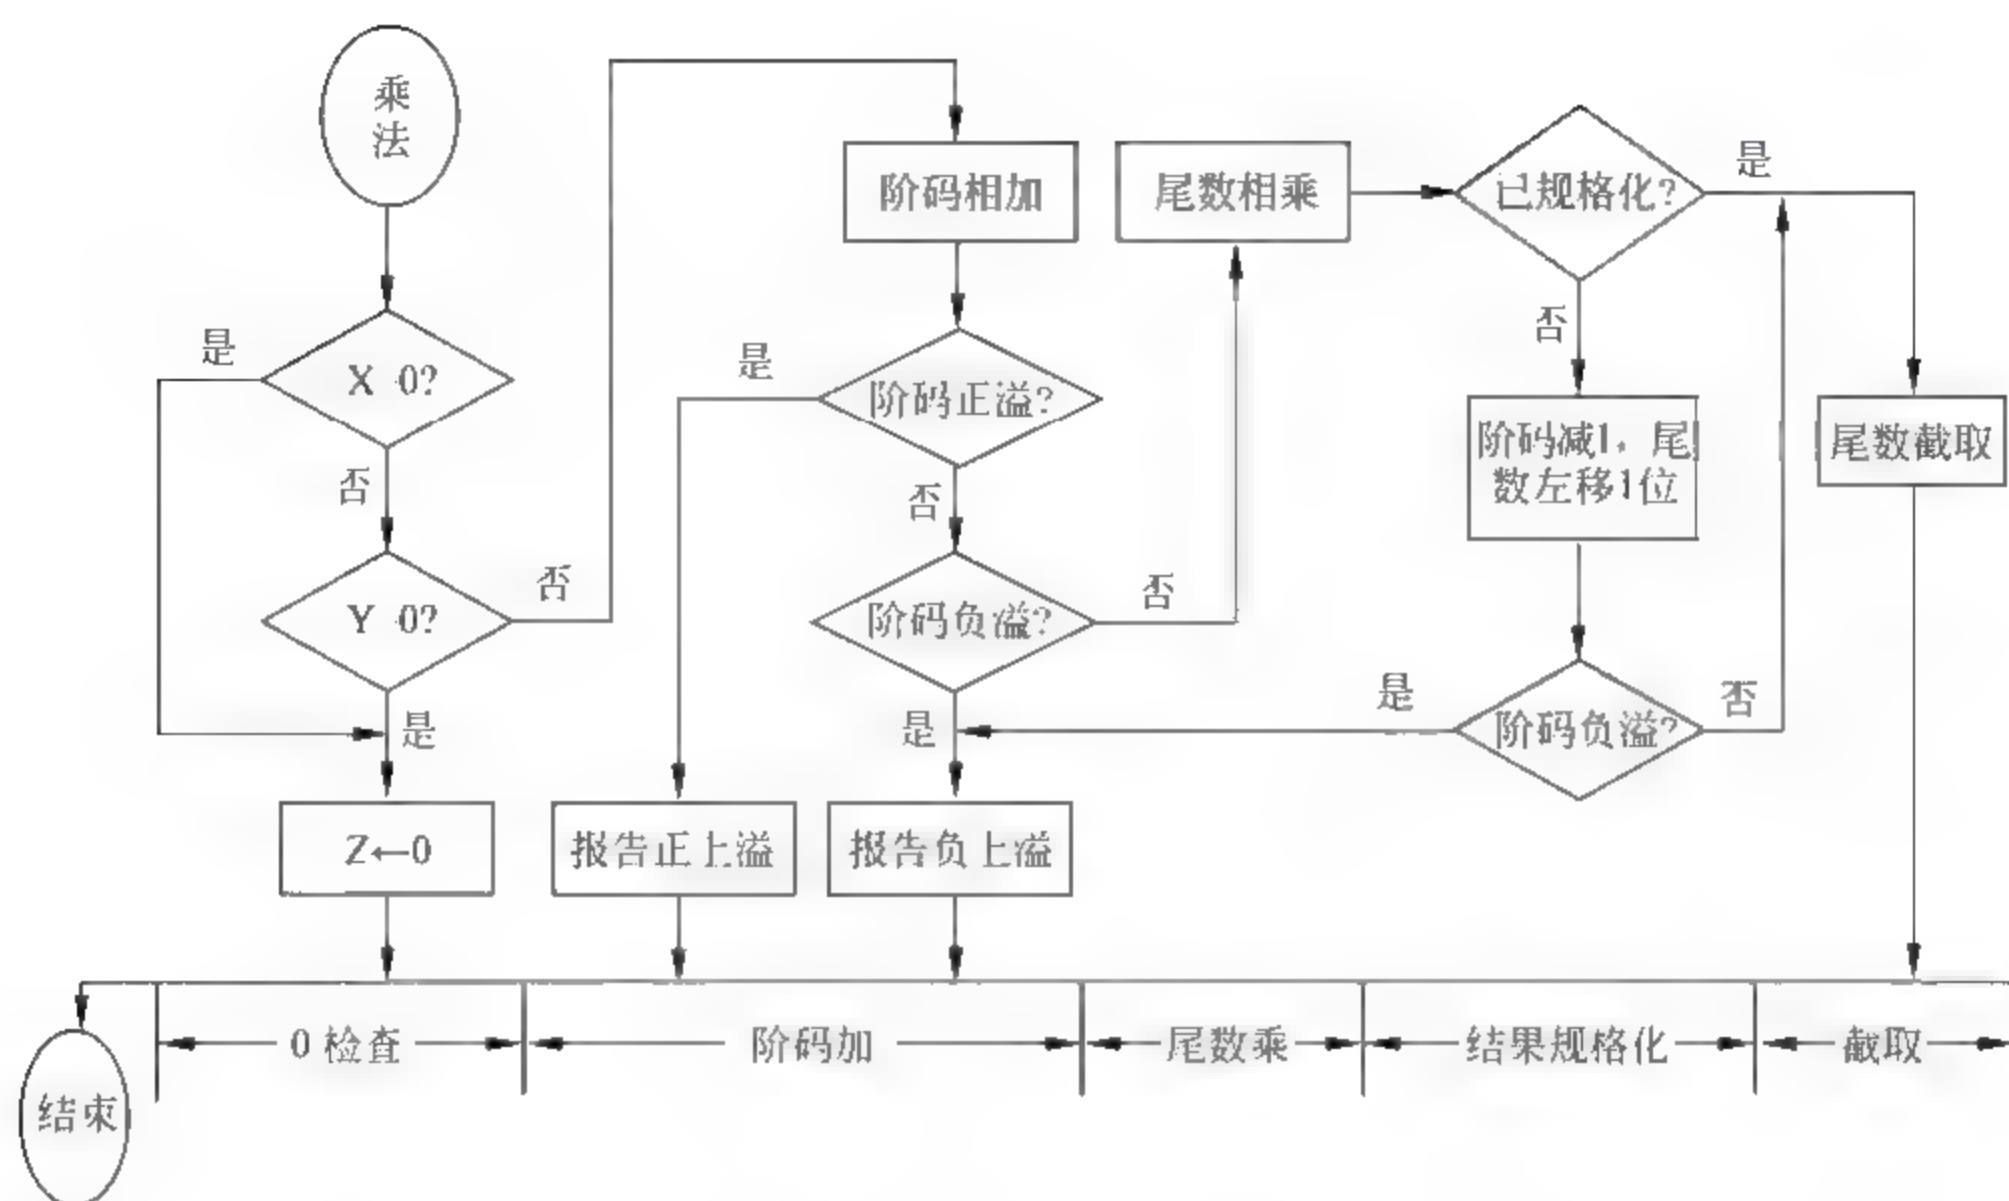 乘
法
是
X 0?
否
Y 0?
否
是
Z←0
阶码相加
是
阶码正溢?
否
阶码负溢?
否
是
报告正上溢
报告负上溢
尾数相乘
已规格化?
是
否
阶码减1，尾
数左移1位
是
阶码负溢?
否
尾数截取
0 检查
阶码加
尾数乘
结果规格化
截取
结束